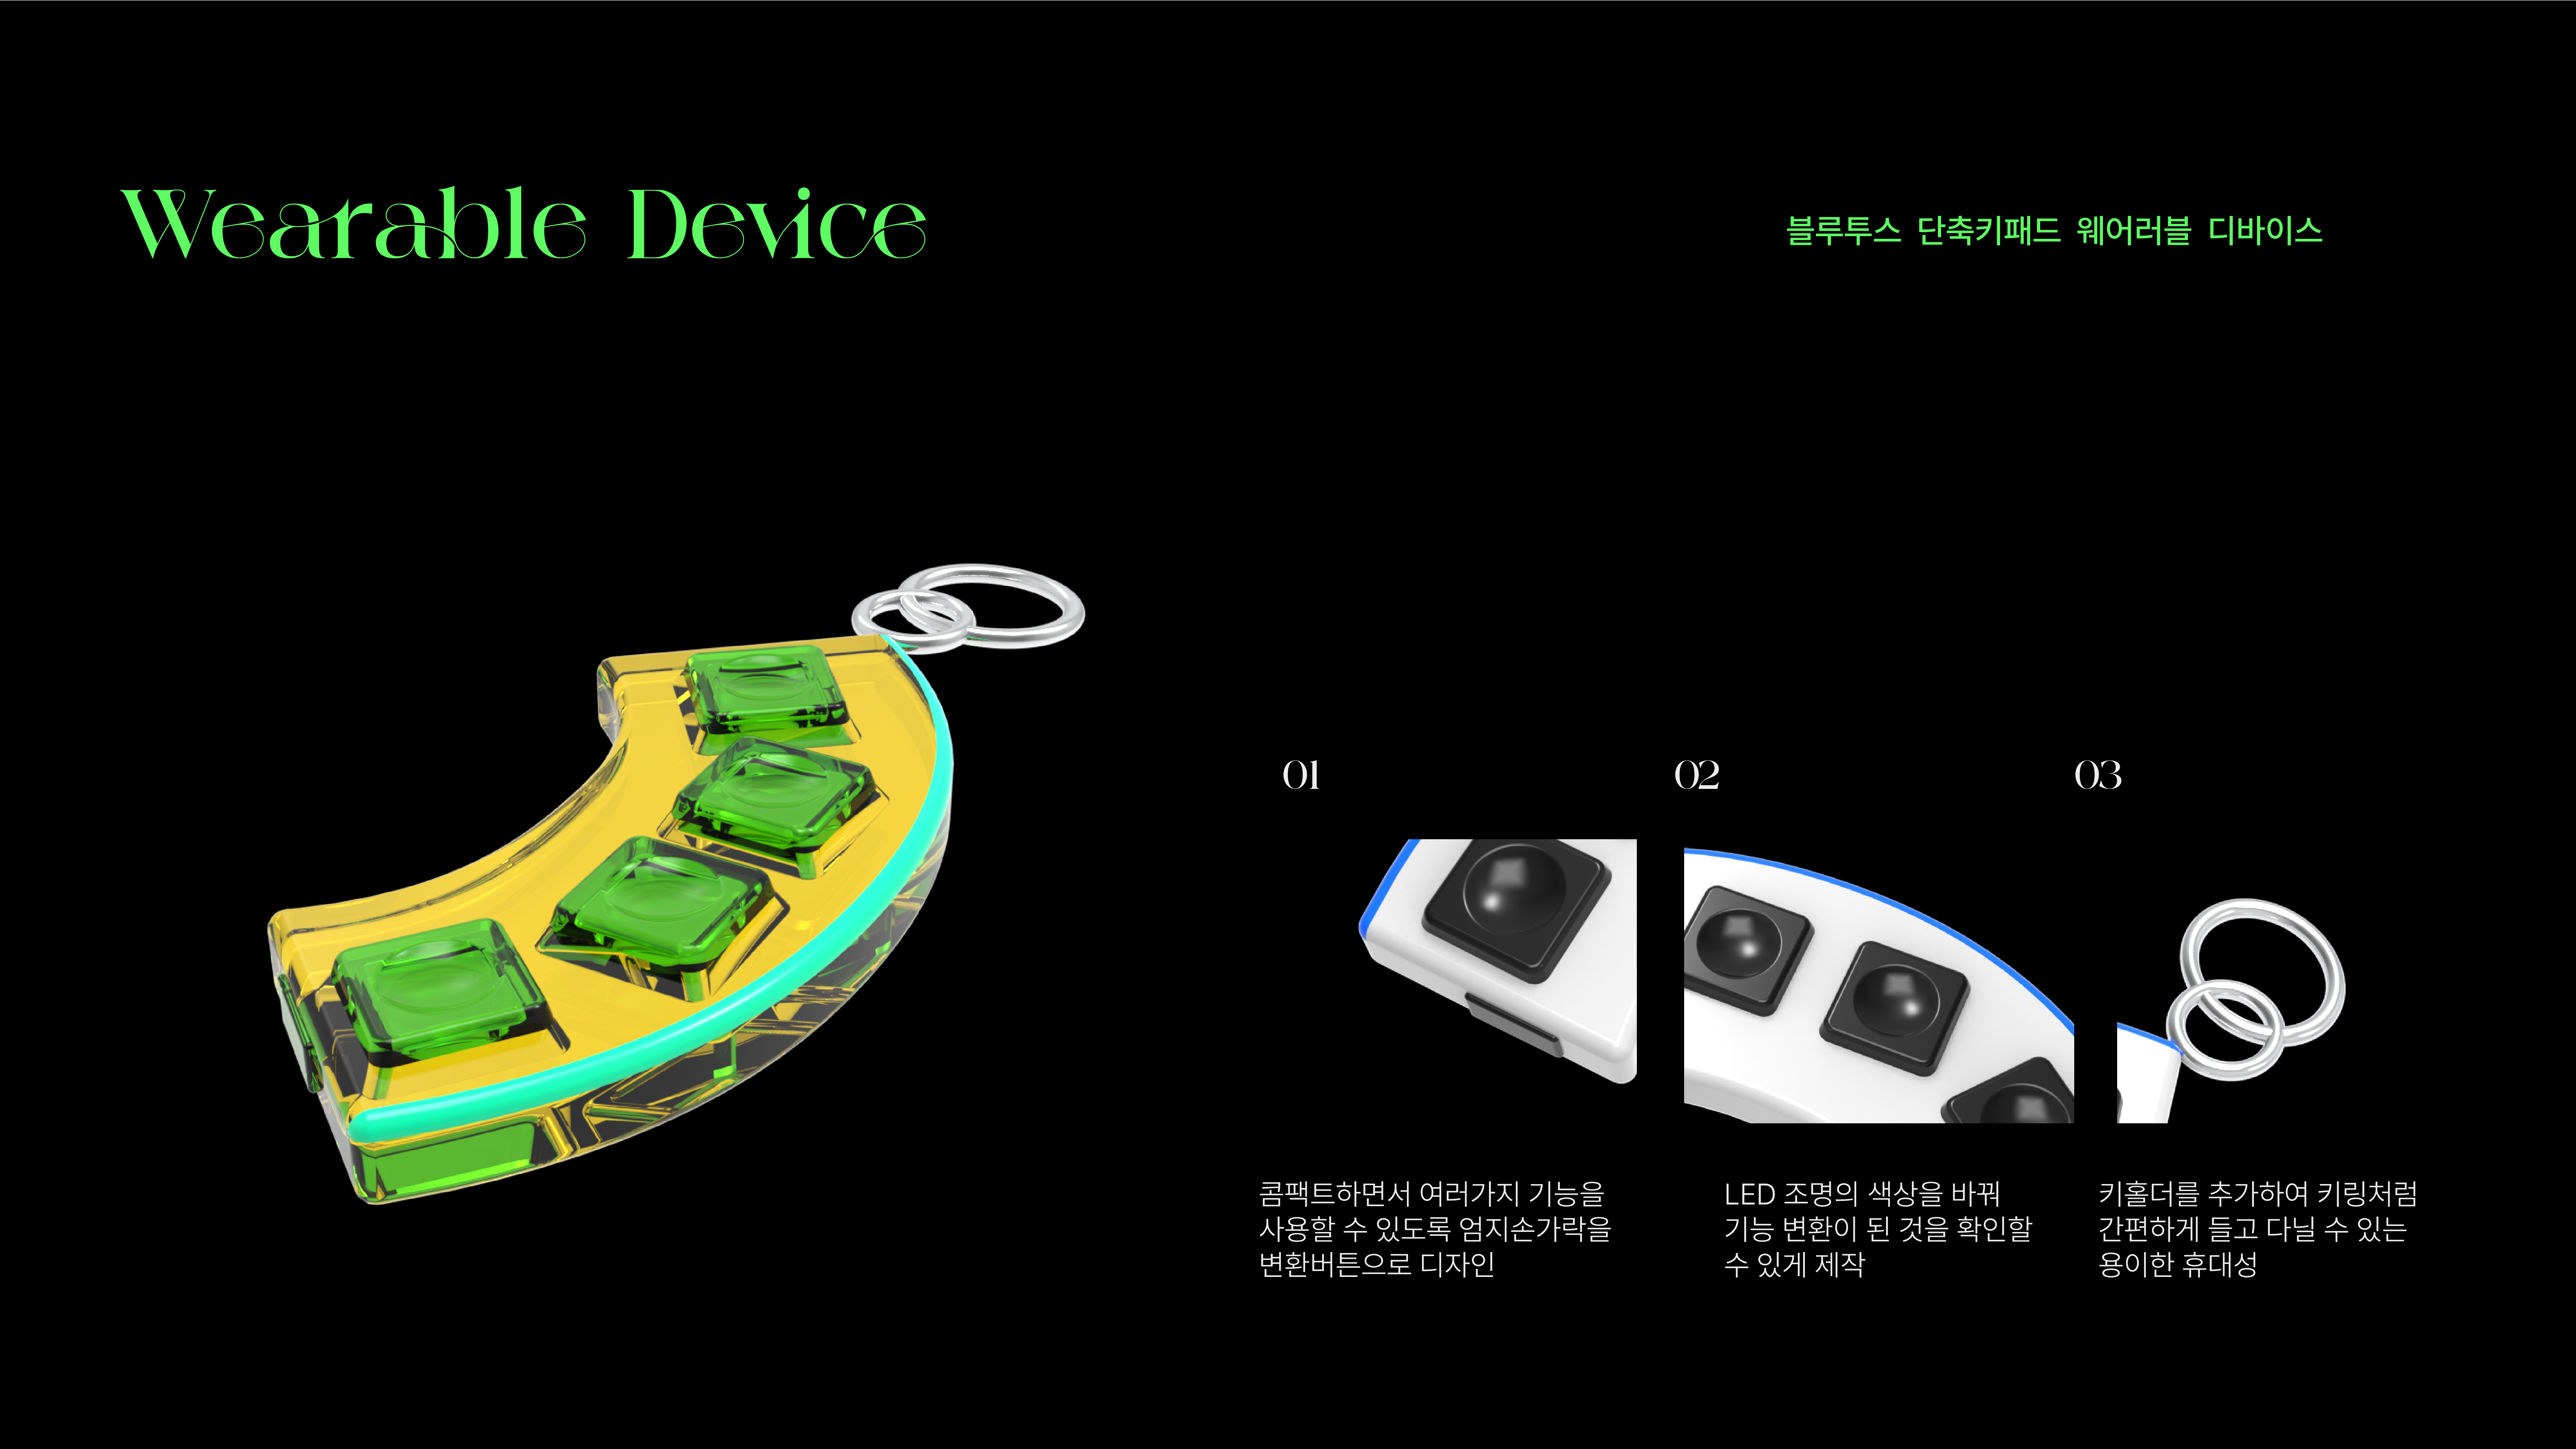 Wearable Device
블루투스 단축키패드 웨어러블 디바이스
01
콤팩트하면서 여러가지 기능을
사용할 수 있도록 엄지손가락을
변환버튼으로 디자인
02
LED 조명의 색상을 바꿔
기능 변환이 된 것을 확인할
수 있게 제작
03
키홀더를 추가하여 키링처럼
간편하게 들고 다닐 수 있는
용이한 휴대성